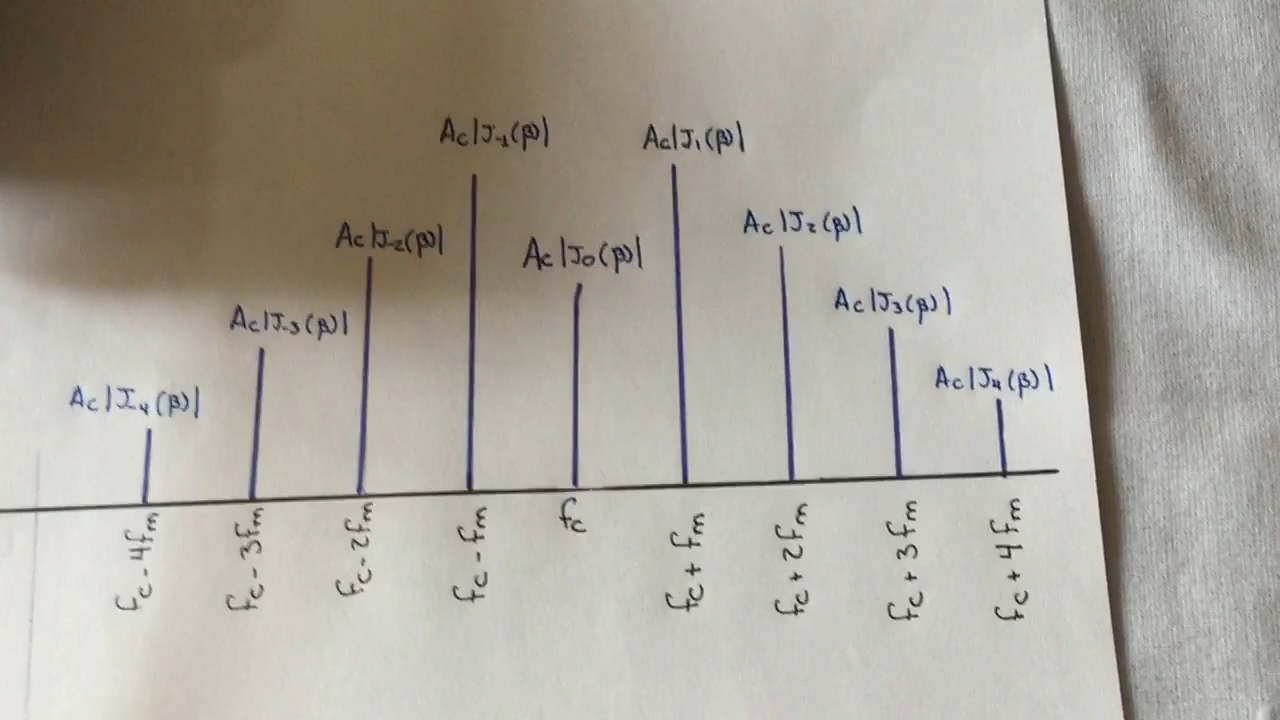 Ac|J-4(β)|
Ac|J-3(β)|
Ac|J-2(β)|
Ac|J-1(β)|
Ac|J0(β)|
Ac|J1(β)|
Ac|J2(β)|
Ac|J3(β)|
Ac|J4(β)|
fc - 4fm
fc - 3fm
fc - 2fm
fc - fm
fc
fc + fm
fc + 2fm
fc + 3fm
fc + 4fm